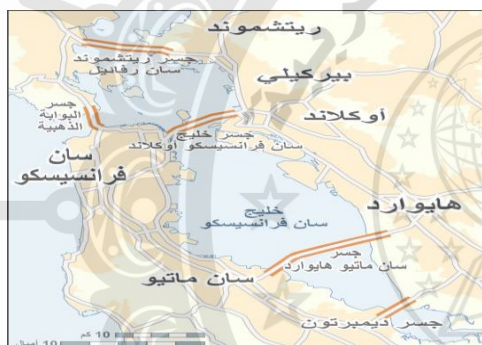 ريتشموند
جسر ريتشموند
سان رفائيل
بيركيلي
جسر
البوابة
الذهبية
أوكلاند
جسر خليج
سان فرانسيسكو أوكلاند
سان
فرانسيسكو
خليج
سان فرانسيسكو
هايوارد
جسر
سان ماتيو هايوارد
سان ماتيو
جسر ديمبرتون
10 كم
10 أميال